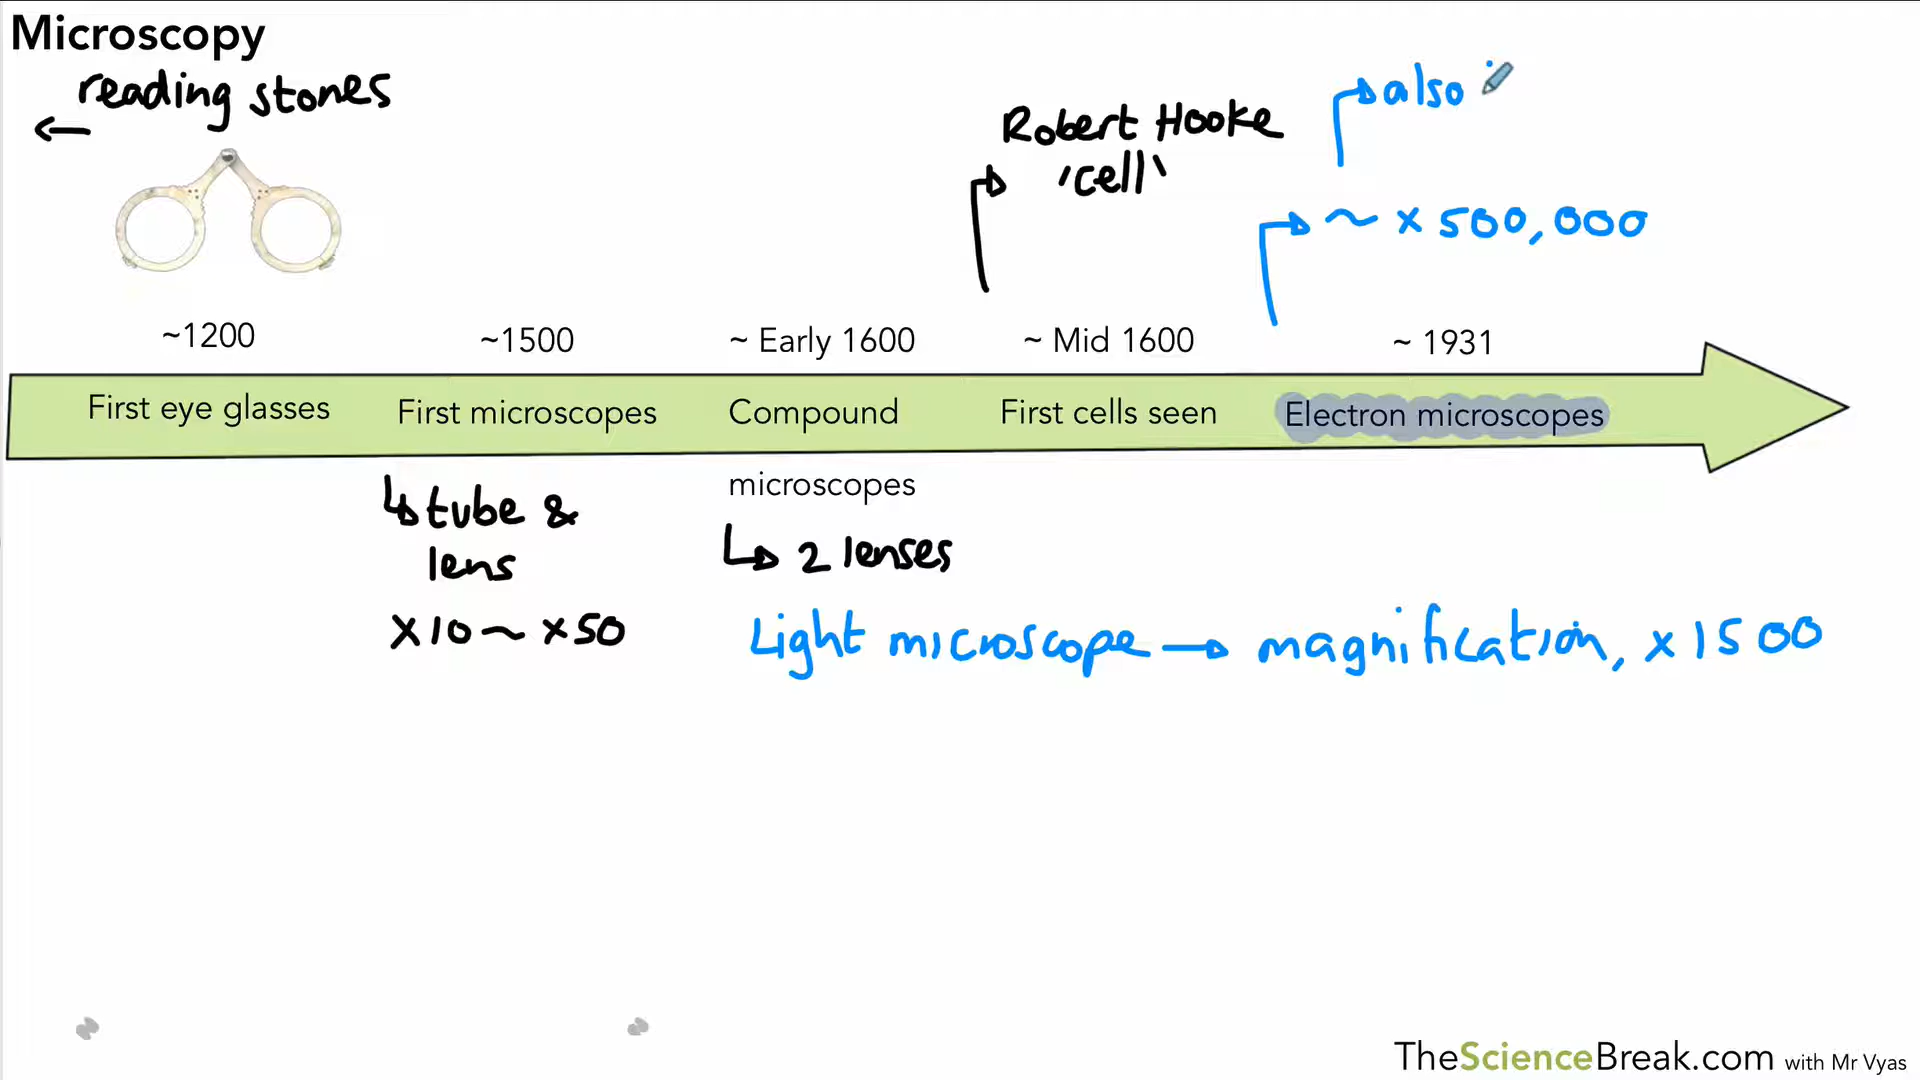 Microscopy
reading stones
also
Robert Hooke
'cell'
~ x 500,000
~1200
~1500
~ Early 1600
~ Mid 1600
~ 1931
First eye glasses
First microscopes
Compound
microscopes
First cells seen
Electron microscopes
tube &
lens
x10 ~ x50
2 lenses
Light microscope → magnification, x1500
TheScienceBreak.com with Mr Vyas